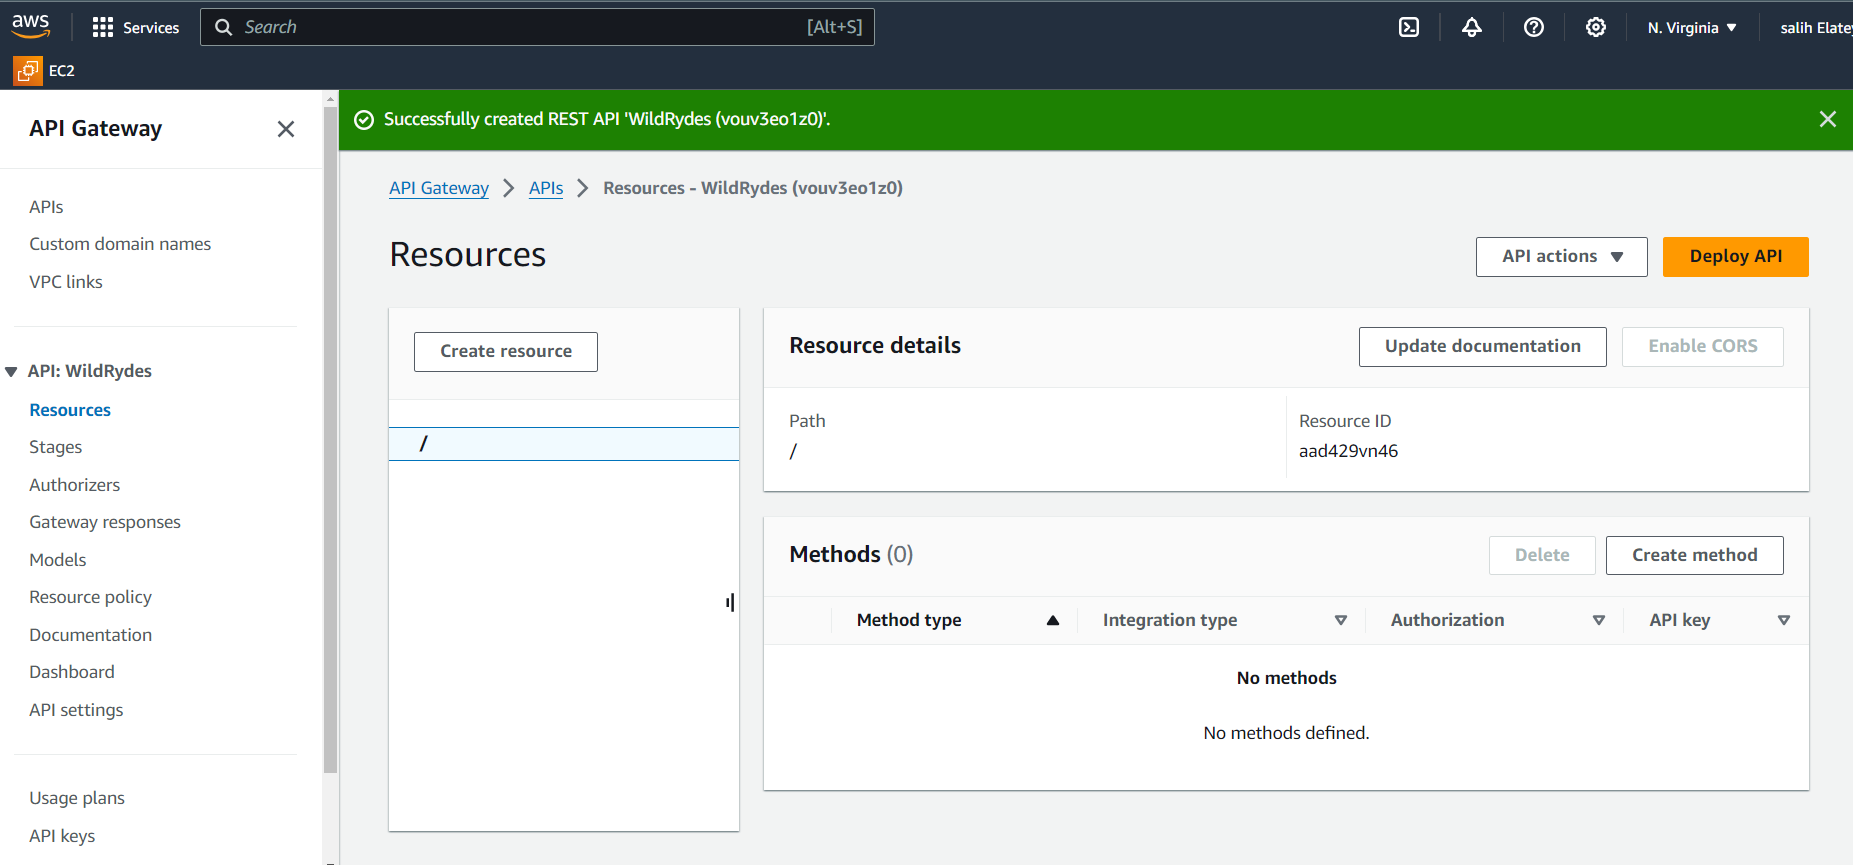 aws
Services
Search [Alt+S]
N. Virginia
salih Elatey
EC2
API Gateway
Successfully created REST API 'WildRydes (vouv3eo1z0)'.
APIs
Custom domain names
VPC links
API: WildRydes
Resources
Stages
Authorizers
Gateway responses
Models
Resource policy
Documentation
Dashboard
API settings
Usage plans
API keys
API Gateway > APIs > Resources - WildRydes (vouv3eo1z0)
Resources
API actions
Deploy API
Create resource
/
Resource details
Update documentation
Enable CORS
Path
/
Resource ID
aad429vn46
Methods (0)
Delete
Create method
Method type
Integration type
Authorization
API key
No methods
No methods defined.